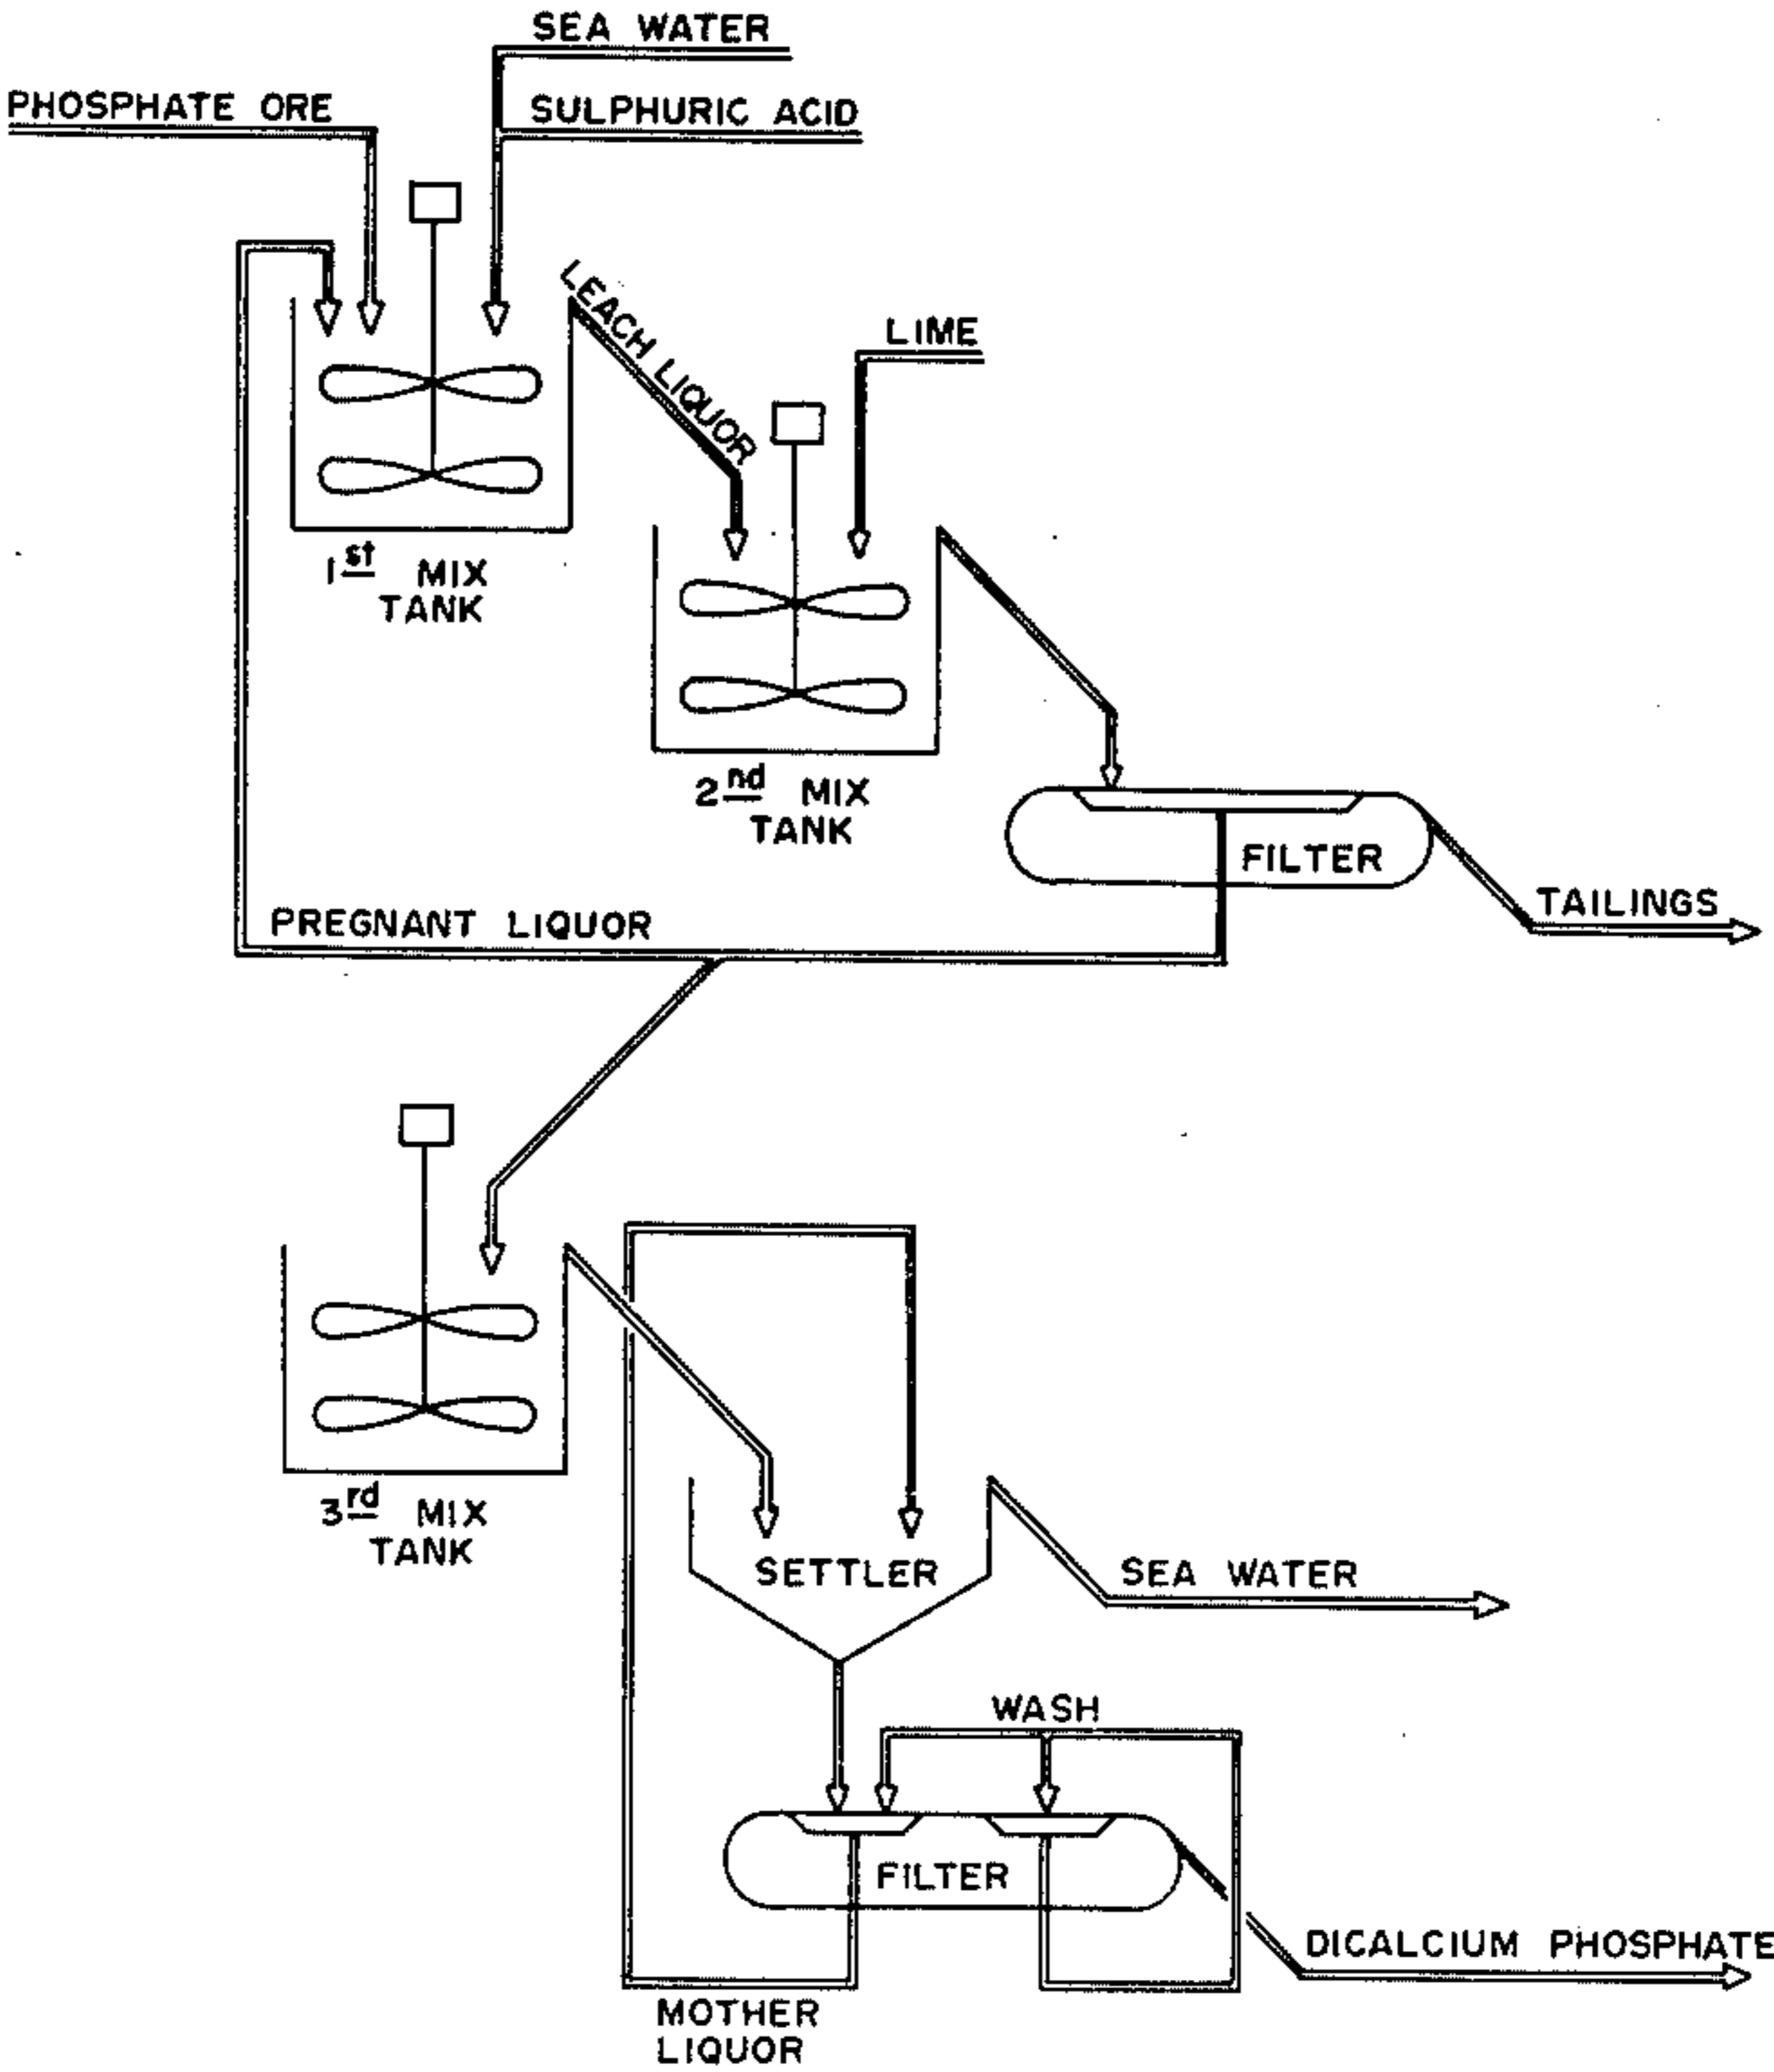 SEA WATER
PHOSPHATE ORE
SULPHURIC ACID
LEACH LIQUOR
LIME
1st MIX
TANK
2nd MIX
TANK
FILTER
TAILINGS
PREGNANT LIQUOR
3rd MIX
TANK
SETTLER
SEA WATER
WASH
FILTER
DICALCIUM PHOSPHATE
MOTHER
LIQUOR